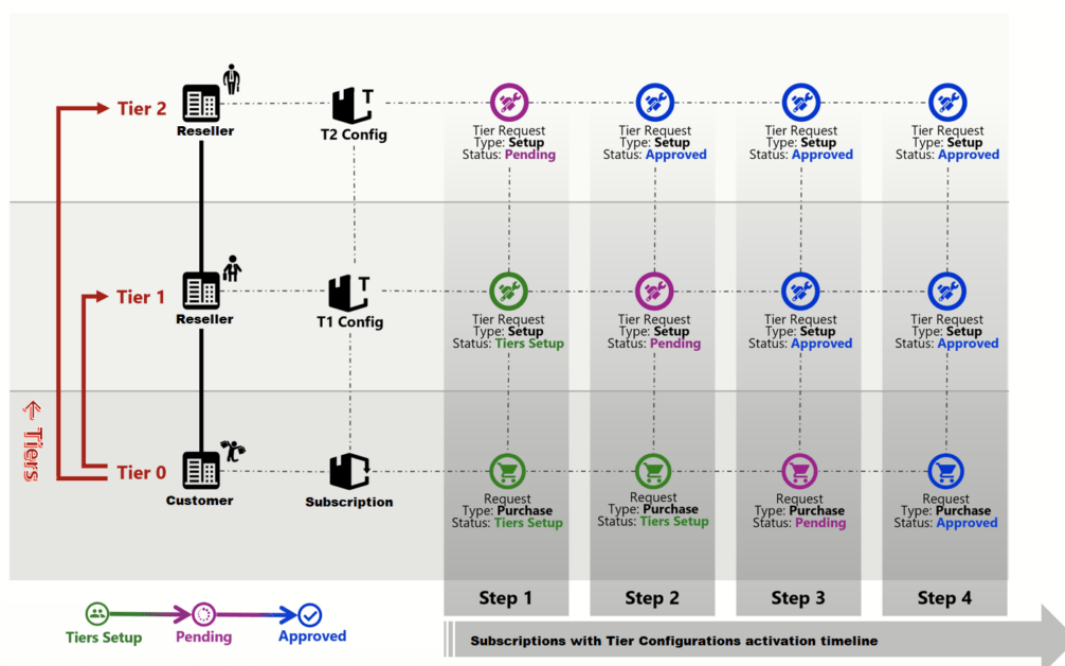 Tier 2
Reseller
T
T2 Config
Tier Request
Type: Setup
Status: Pending
Tier Request
Type: Setup
Status: Approved
Tier Request
Type: Setup
Status: Approved
Tier Request
Type: Setup
Status: Approved
Tier 1
Reseller
T
T1 Config
Tier Request
Type: Setup
Status: Tiers Setup
Tier Request
Type: Setup
Status: Pending
Tier Request
Type: Setup
Status: Approved
Tier Request
Type: Setup
Status: Approved
Tiers
Tier 0
Customer
Subscription
Request
Type: Purchase
Status: Tiers Setup
Request
Type: Purchase
Status: Tiers Setup
Request
Type: Purchase
Status: Pending
Request
Type: Purchase
Status: Approved
Step 1
Step 2
Step 3
Step 4
Tiers Setup
Pending
Approved
Subscriptions with Tier Configurations activation timeline